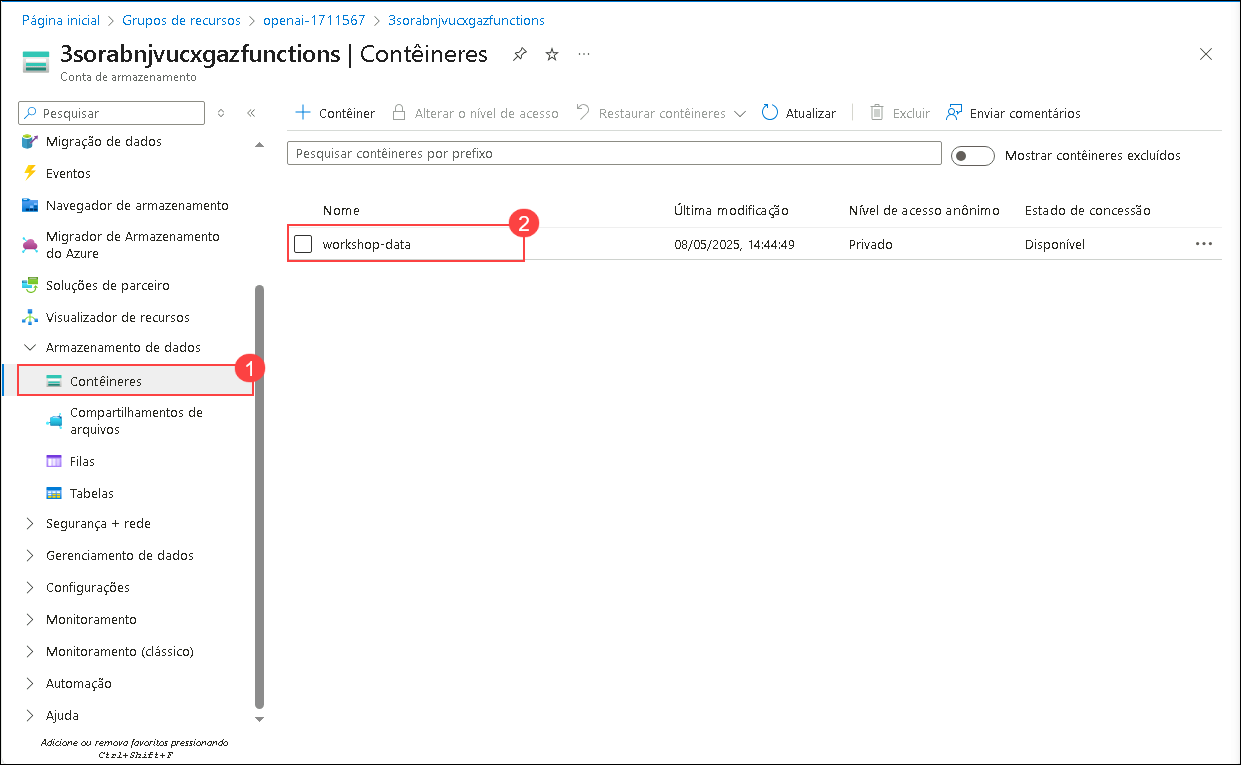 Página inicial > Grupos de recursos > openai-1711567 > 3sorabnjvucxgazfunctions
3sorabnjvucxgazfunctions | Contêineres
Conta de armazenamento
Pesquisar
Migração de dados
Eventos
Navegador de armazenamento
Migrador de Armazenamento
do Azure
Soluções de parceiro
Visualizador de recursos
Armazenamento de dados
1
Contêineres
Compartilhamentos de
arquivos
Filas
Tabelas
Segurança + rede
Gerenciamento de dados
Configurações
Monitoramento
Monitoramento (clássico)
Automação
Ajuda
Adicione ou remova favoritos pressionando
Ctrl+Shift+F
Contêiner Alterar o nível de acesso Restaurar contêineres Atualizar Excluir Enviar comentários
Pesquisar contêineres por prefixo Mostrar contêineres excluídos
Nome Última modificação Nível de acesso anônimo Estado de concessão
2
workshop-data 08/05/2025, 14:44:49 Privado Disponível